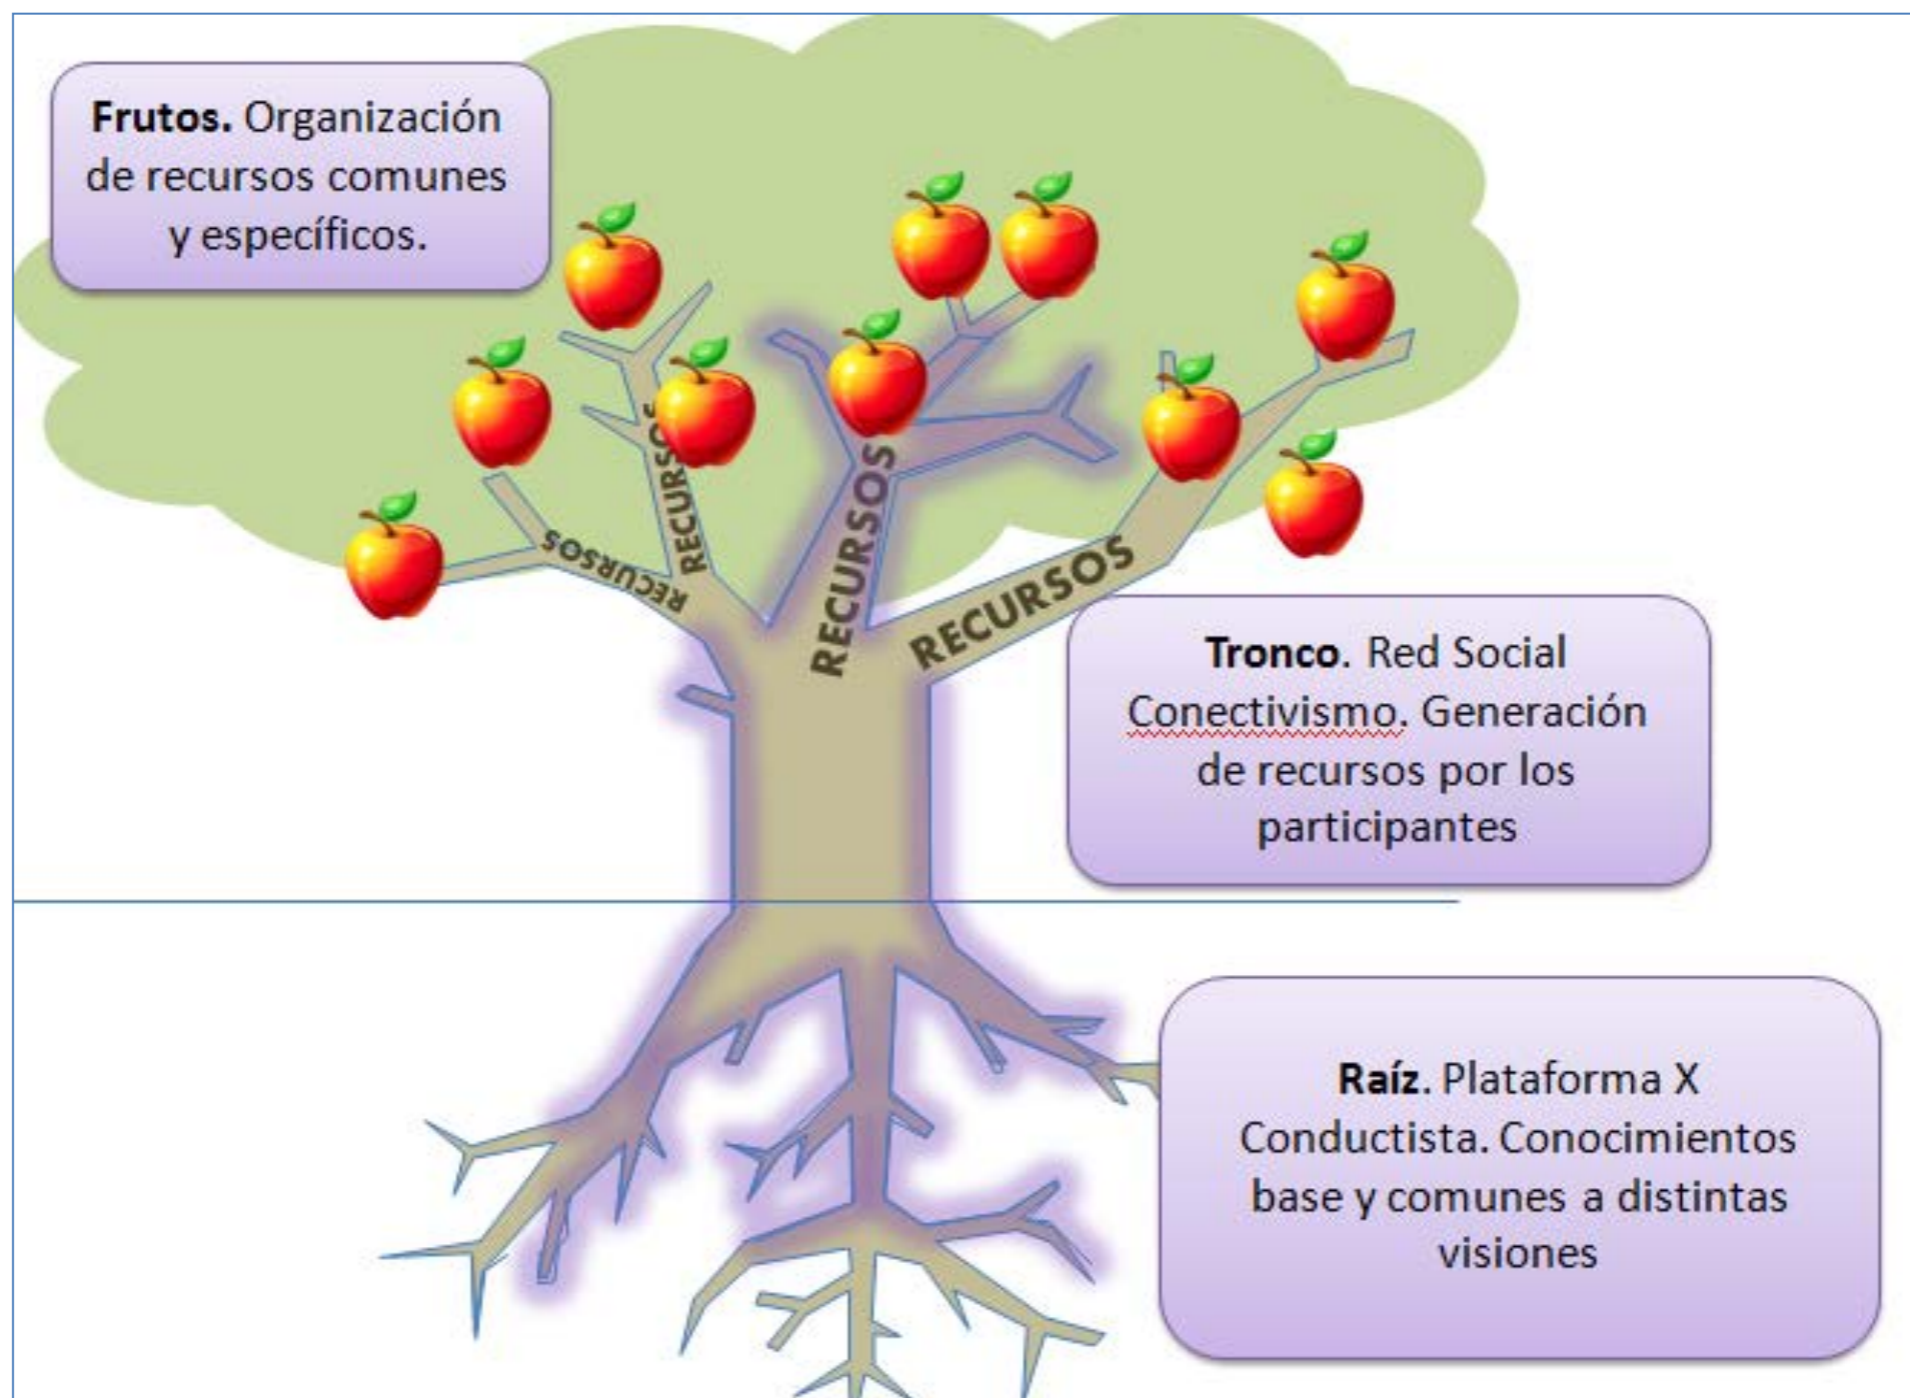 Frutos. Organización
de recursos comunes
y específicos.
RECURSOS
RECURSOS
RECURSOS
RECURSOS
Tronco. Red Social
Conectivismo. Generación
de recursos por los
participantes
Raíz. Plataforma X
Conductista. Conocimientos
base y comunes a distintas
visiones